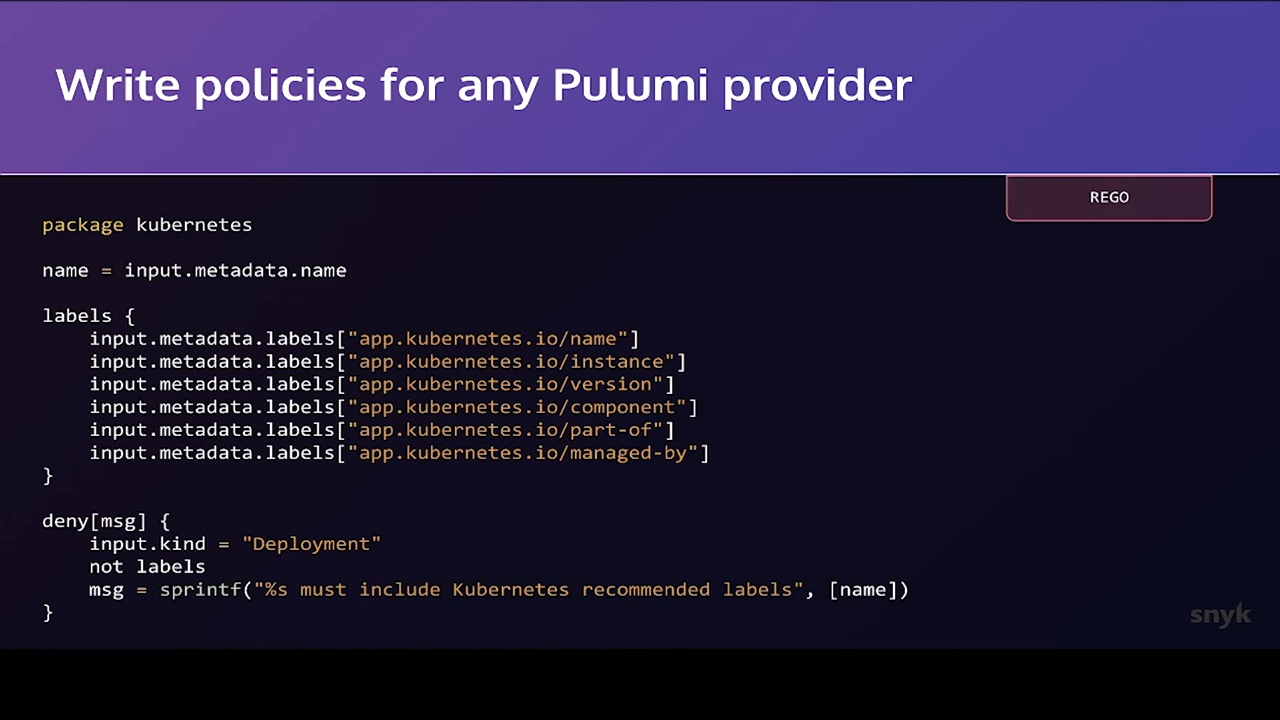 Write policies for any Pulumi provider
REGO
package kubernetes
name = input.metadata.name
labels {
    input.metadata.labels["app.kubernetes.io/name"]
    input.metadata.labels["app.kubernetes.io/instance"]
    input.metadata.labels["app.kubernetes.io/version"]
    input.metadata.labels["app.kubernetes.io/component"]
    input.metadata.labels["app.kubernetes.io/part-of"]
    input.metadata.labels["app.kubernetes.io/managed-by"]
}
deny[msg] {
    input.kind = "Deployment"
    not labels
    msg = sprintf("%s must include Kubernetes recommended labels", [name])
}
snyk